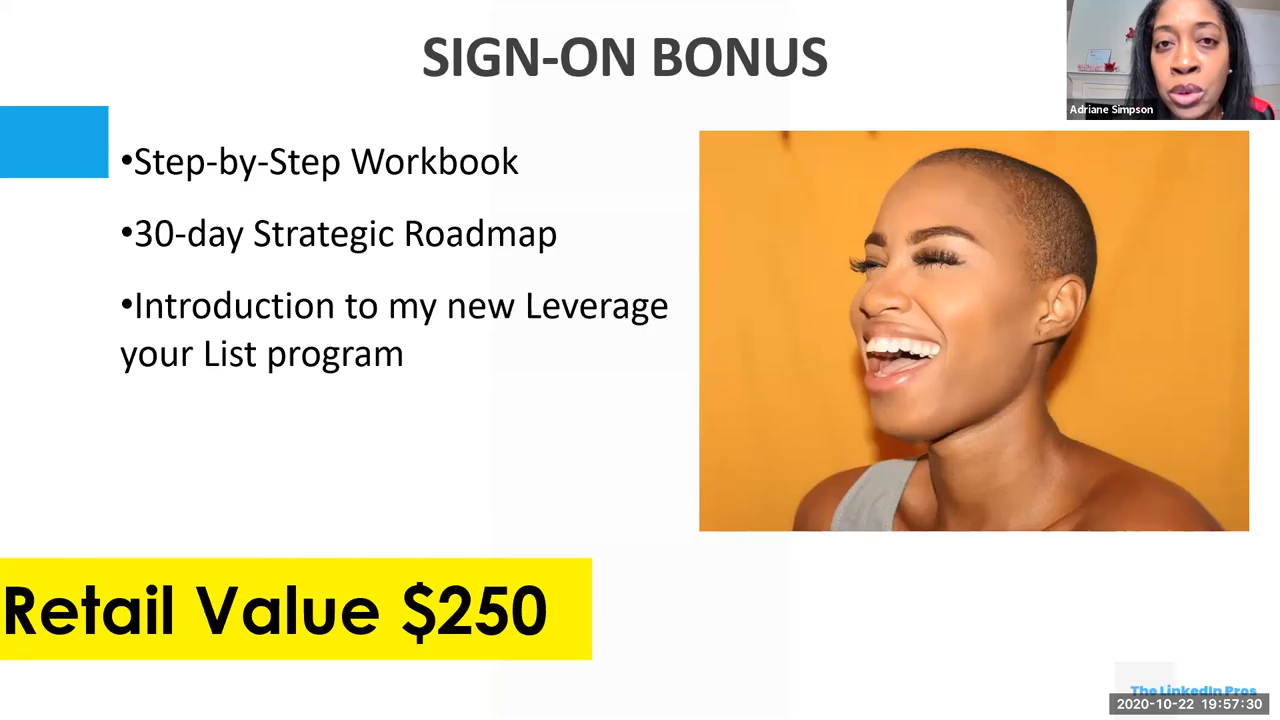 SIGN-ON BONUS
Adriane Simpson
•Step-by-Step Workbook
•30-day Strategic Roadmap
•Introduction to my new Leverage
your List program
Retail Value $250
The LinkedIn Pros
2020-10-22 19:57:30